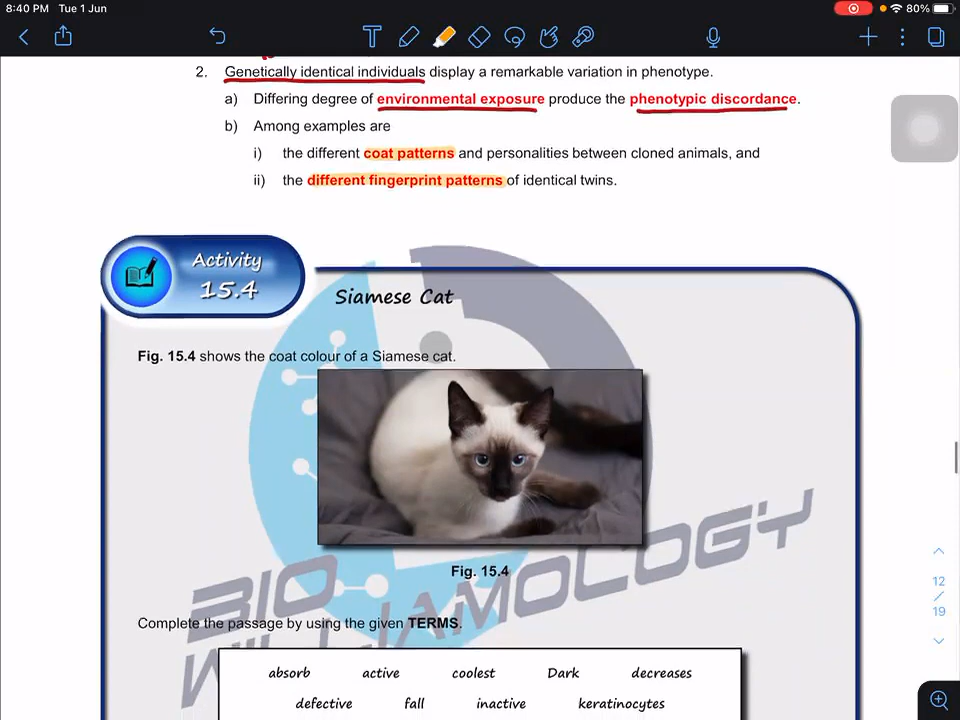 8:40 PM Tue 1 Jun
80%
2. Genetically identical individuals display a remarkable variation in phenotype.
a) Differing degree of environmental exposure produce the phenotypic discordance.
b) Among examples are
i) the different coat patterns and personalities between cloned animals, and
ii) the different fingerprint patterns of identical twins.
Activity
15.4
Siamese Cat
Fig. 15.4 shows the coat colour of a Siamese cat.
Fig. 15.4
BIO
WILLIAMOLOGY
Complete the passage by using the given TERMS.
absorb active coolest Dark decreases
defective fall inactive keratinocytes
12
/
19